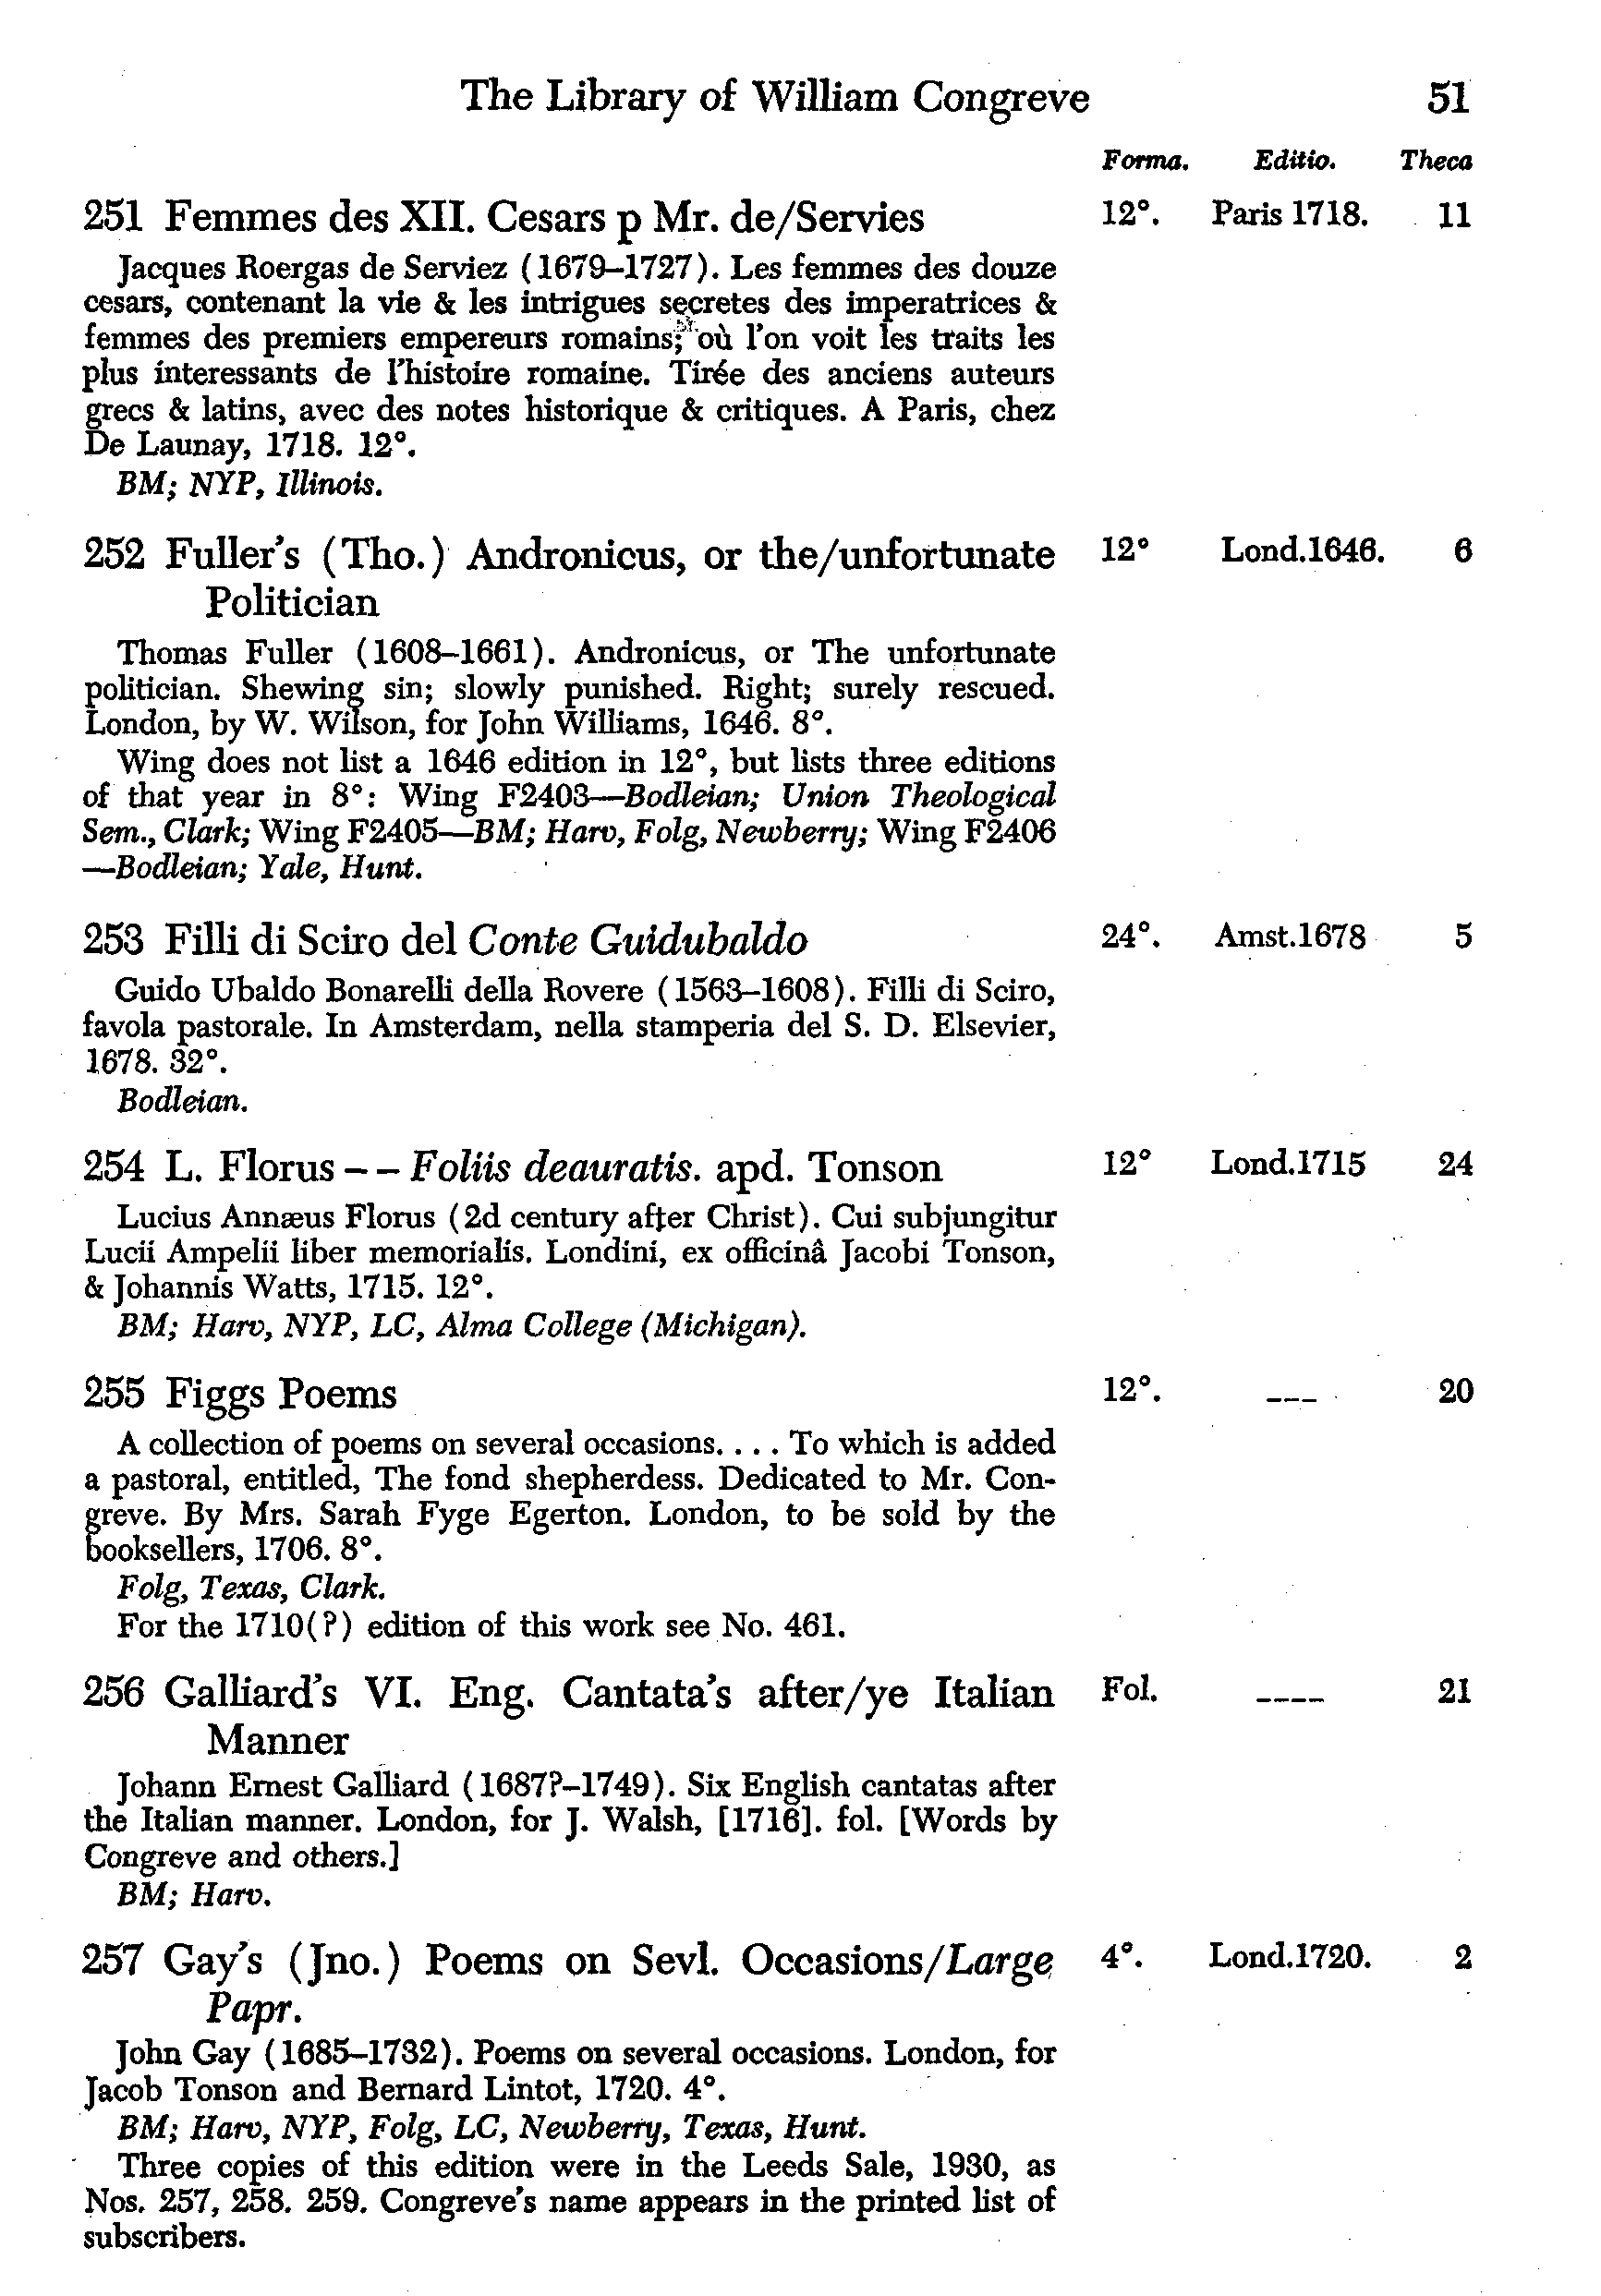 The Library of William Congreve 51
Forma. Editio. Theca
251 Femmes des XII. Cesars p Mr. de/Servies 12°. Paris 1718. 11
Jacques Roergas de Serviez (1679–1727). Les femmes des douze
cesars, contenant la vie & les intrigues secretes des imperatrices &
femmes des premiers empereurs romains; où l'on voit les traits les
plus interessants de l'histoire romaine. Tirée des anciens auteurs
grecs & latins, avec des notes historique & critiques. A Paris, chez
De Launay, 1718. 12°.
BM; NYP, Illinois.
252 Fuller's (Tho.) Andronicus, or the/unfortunate 12° Lond.1646. 6
Politician
Thomas Fuller (1608–1661). Andronicus, or The unfortunate
politician. Shewing sin; slowly punished. Right; surely rescued.
London, by W. Wilson, for John Williams, 1646. 8°.
Wing does not list a 1646 edition in 12°, but lists three editions
of that year in 8°: Wing F2403—Bodleian; Union Theological
Sem., Clark; Wing F2405—BM; Harv, Folg, Newberry; Wing F2406
—Bodleian; Yale, Hunt.
253 Filli di Sciro del Conte Guidubaldo 24°. Amst.1678 5
Guido Ubaldo Bonarelli della Rovere (1563–1608). Filli di Sciro,
favola pastorale. In Amsterdam, nella stamperia del S. D. Elsevier,
1678. 32°.
Bodleian.
254 L. Florus – – Foliis deauratis. apd. Tonson 12° Lond.1715 24
Lucius Annæus Florus (2d century after Christ). Cui subjungitur
Lucii Ampelii liber memorialis. Londini, ex officinâ Jacobi Tonson,
& Johannis Watts, 1715. 12°.
BM; Harv, NYP, LC, Alma College (Michigan).
255 Figgs Poems 12°. ––– 20
A collection of poems on several occasions. . . . To which is added
a pastoral, entitled, The fond shepherdess. Dedicated to Mr. Con-
greve. By Mrs. Sarah Fyge Egerton. London, to be sold by the
booksellers, 1706. 8°.
Folg, Texas, Clark.
For the 1710(?) edition of this work see No. 461.
256 Galliard's VI. Eng. Cantata's after/ye Italian Fol. –––– 21
Manner
Johann Ernest Galliard (1687?–1749). Six English cantatas after
the Italian manner. London, for J. Walsh, [1716]. fol. [Words by
Congreve and others.]
BM; Harv.
257 Gay's (Jno.) Poems on Sevl. Occasions/Large 4°. Lond.1720. 2
Papr.
John Gay (1685–1732). Poems on several occasions. London, for
Jacob Tonson and Bernard Lintot, 1720. 4°.
BM; Harv, NYP, Folg, LC, Newberry, Texas, Hunt.
Three copies of this edition were in the Leeds Sale, 1930, as
Nos. 257, 258. 259. Congreve's name appears in the printed list of
subscribers.